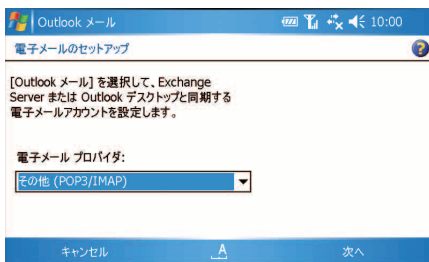 Outlook メール 10:00
電子メールのセットアップ
[Outlook メール] を選択して、Exchange
Server または Outlook デスクトップと同期する
電子メールアカウントを設定します。
電子メール プロバイダ:
その他 (POP3/IMAP)
キャンセル A 次へ